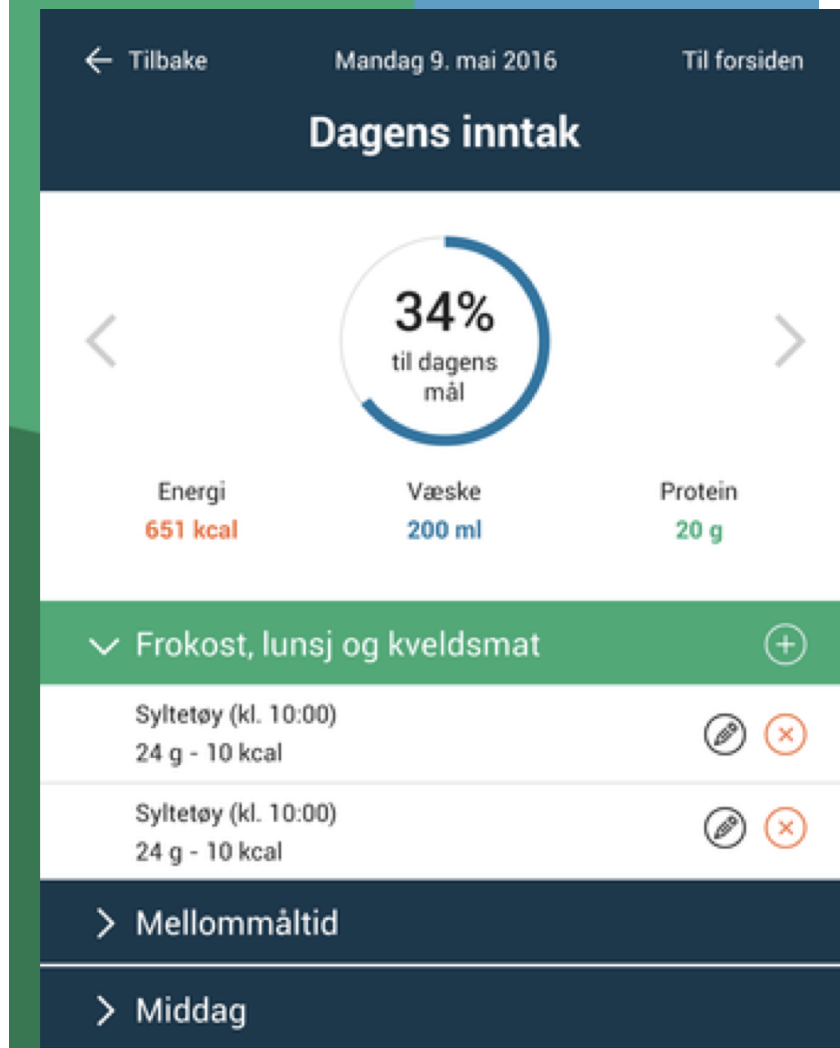 Tilbake
Mandag 9. mai 2016
Til forsiden
Dagens inntak
34%
til dagens
mål
Energi
651 kcal
Væske
200 ml
Protein
20 g
Frokost, lunsj og kveldsmat
Syltetøy (kl. 10:00)
24 g - 10 kcal
Syltetøy (kl. 10:00)
24 g - 10 kcal
Mellommåltid
Middag